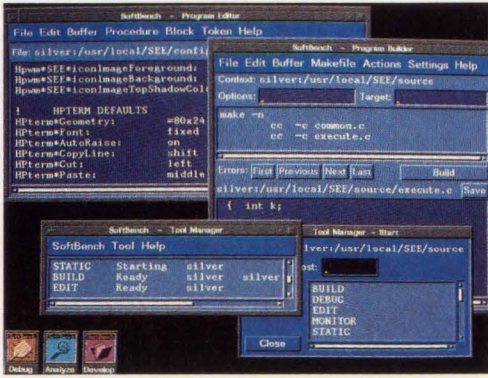 SoftBench - Program Editor
File Edit Buffer Procedure Block Token Help
File: silver:/usr/local/SEE/config
Hpwm*SEE*iconImageForeground:
Hpwm*SEE*iconImageBackground:
Hpwm*SEE*iconImageTopShadowColo
! HPTERM DEFAULTS
HPterm*Geometry: =80x24
HPterm*Font: fixed
HPterm*AutoRaise: on
HPterm*CopyLine: shift
HPterm*Cut: left
HPterm*Paste: middle
SoftBench - Program Builder
File Edit Buffer Makefile Actions Settings Help
Context: silver:/usr/local/SEE/source
Options: Target:
make -n
cc -c common.c
cc -c execute.c
Errors: First Previous Next Last Build
silver:/usr/local/SEE/source/execute.c Save
{ int k;
SoftBench - Tool Manager
SoftBench Tool Help
STATIC Starting silver
BUILD Ready silver silver
EDIT Ready silver
Tool Manager - Start
lver:/usr/local/SEE/source
ost:
BUILD
DEBUG
EDIT
MONITOR
STATIC
Close
Debug Analyze Develop